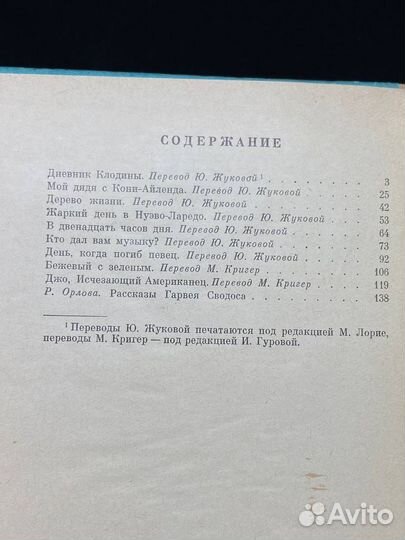 СОДЕРЖАНИЕ
Дневник Клодины. Перевод Ю. Жуковой¹ . . . . . . . 3
Мой дядя с Кони-Айленда. Перевод Ю. Жуковой . . . . 25
Дерево жизни. Перевод Ю. Жуковой . . . . . . . . 42
Жаркий день в Нуэво-Ларедо. Перевод Ю. Жуковой . . . 53
В двенадцать часов дня. Перевод Ю. Жуковой . . . . . 64
Кто дал вам музыку? Перевод Ю. Жуковой . . . . . . 73
День, когда погиб певец. Перевод Ю. Жуковой . . . . . 92
Бежевый с зеленым. Перевод М. Кригер . . . . . . . 106
Джо, Исчезающий Американец. Перевод М. Кригер . . . 119
Р. Орлова. Рассказы Гарвея Сводоса . . . . . . . . 138
¹ Переводы Ю. Жуковой печатаются под редакцией М. Лорие,
переводы М. Кригер — под редакцией И. Гуровой.
Avito